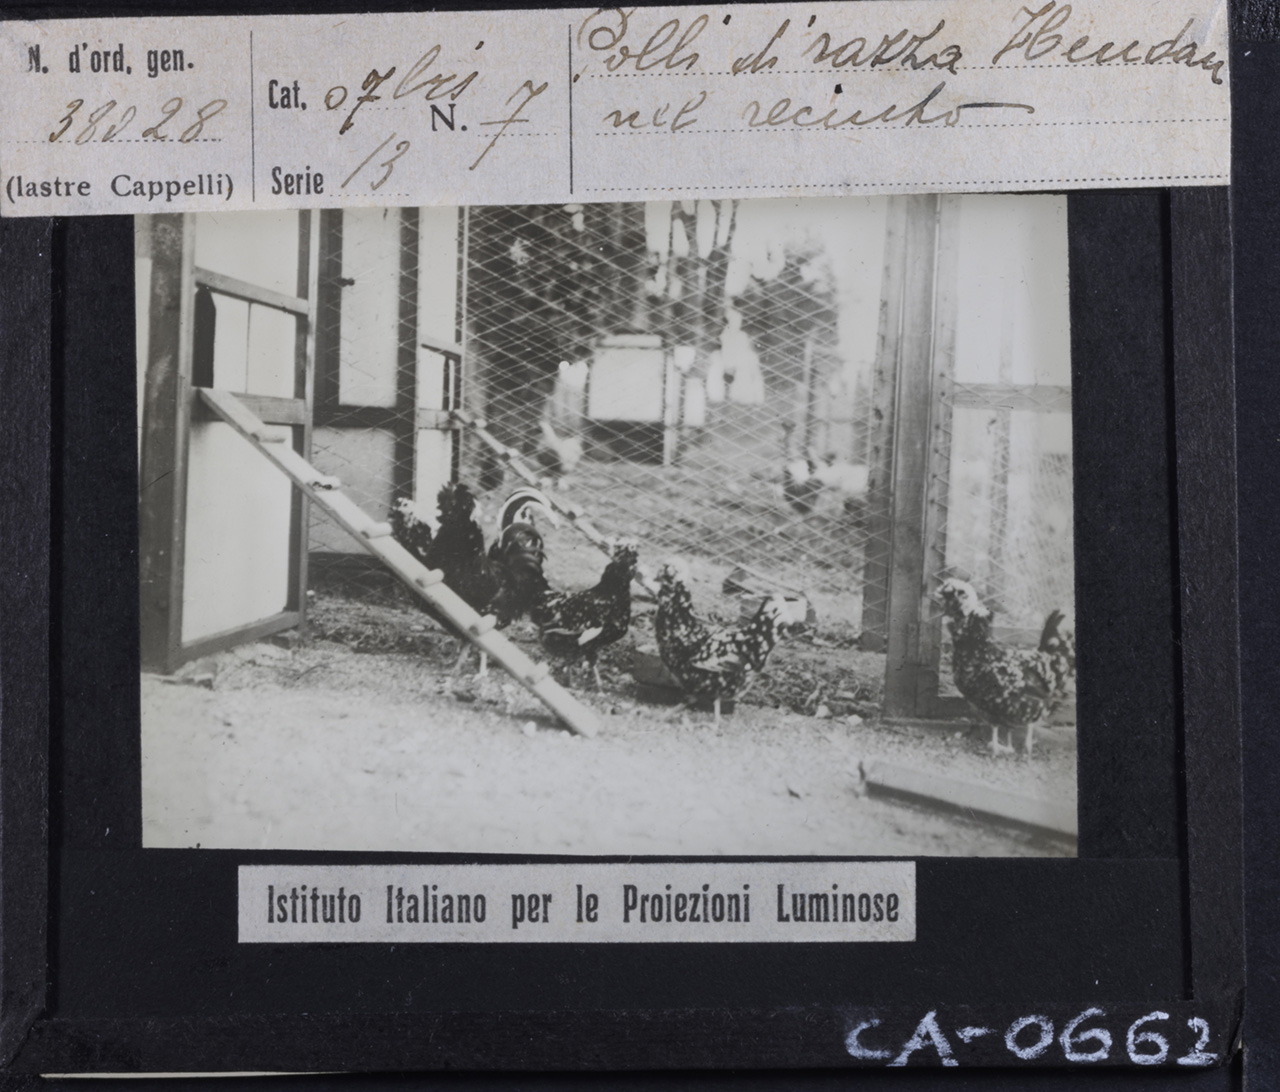 N. d'ord. gen.
38028
(lastre Cappelli)
Cat. 07bis
N. 7
Serie 13
Polli di razza Hendan
nel recinto
Istituto Italiano per le Proiezioni Luminose
CA-0662